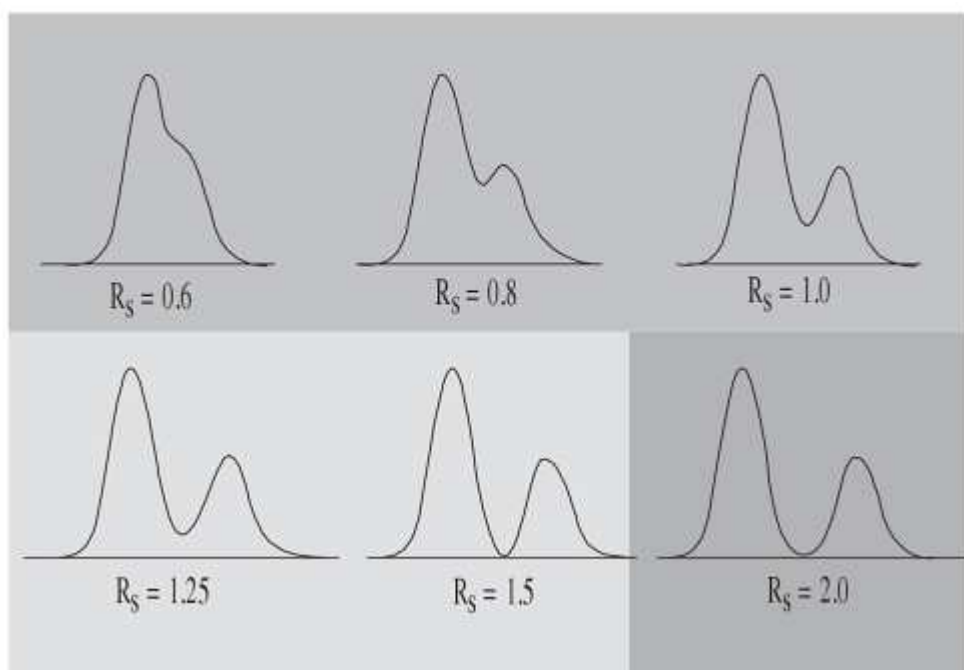 Rs = 0.6
Rs = 0.8
Rs = 1.0
Rs = 1.25
Rs = 1.5
Rs = 2.0